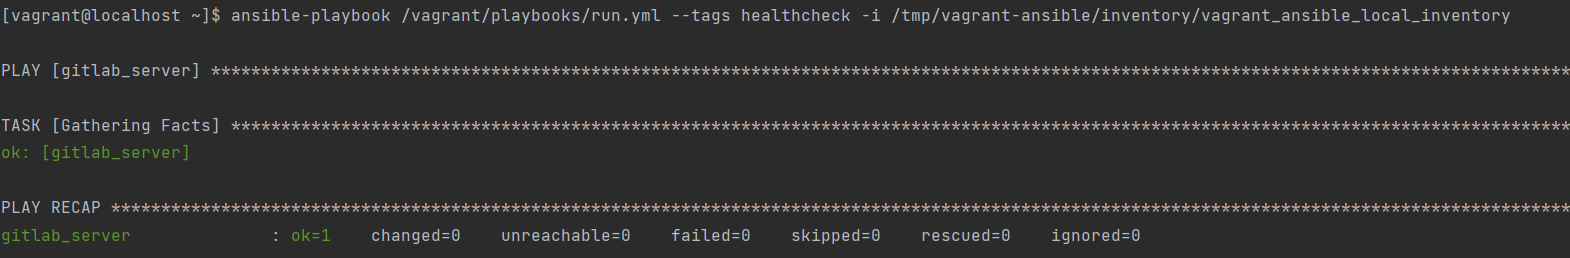 [vagrant@localhost ~]$ ansible-playbook /vagrant/playbooks/run.yml --tags healthcheck -i /tmp/vagrant-ansible/inventory/vagrant_ansible_local_inventory
PLAY [gitlab_server] ****************************************************************************************************************************************
TASK [Gathering Facts] **************************************************************************************************************************************
ok: [gitlab_server]
PLAY RECAP **************************************************************************************************************************************************
gitlab_server              : ok=1    changed=0    unreachable=0    failed=0    skipped=0    rescued=0    ignored=0